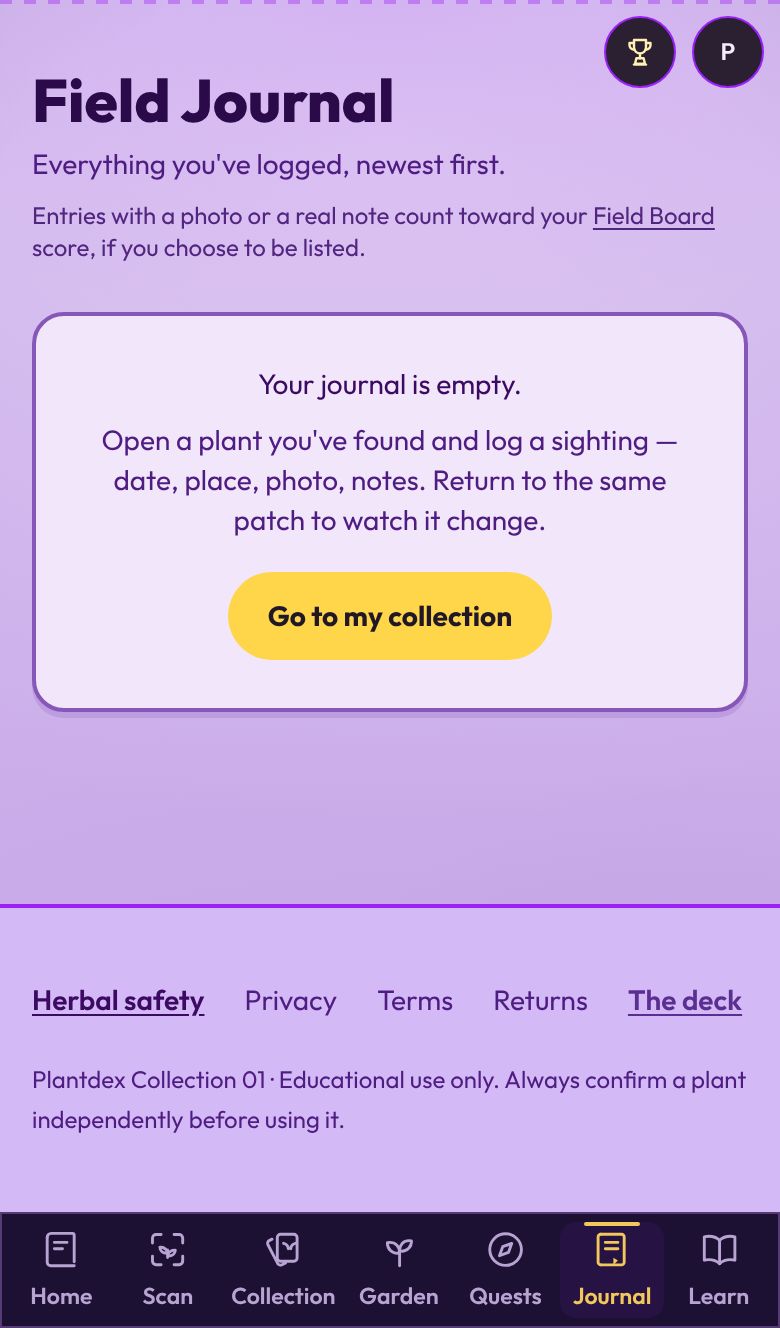 P
Field Journal
Everything you've logged, newest first.
Entries with a photo or a real note count toward your Field Board
score, if you choose to be listed.
Your journal is empty.
Open a plant you've found and log a sighting —
date, place, photo, notes. Return to the same
patch to watch it change.
Go to my collection
Herbal safety Privacy Terms Returns The deck
Plantdex Collection 01 · Educational use only. Always confirm a plant
independently before using it.
Home Scan Collection Garden Quests Journal Learn